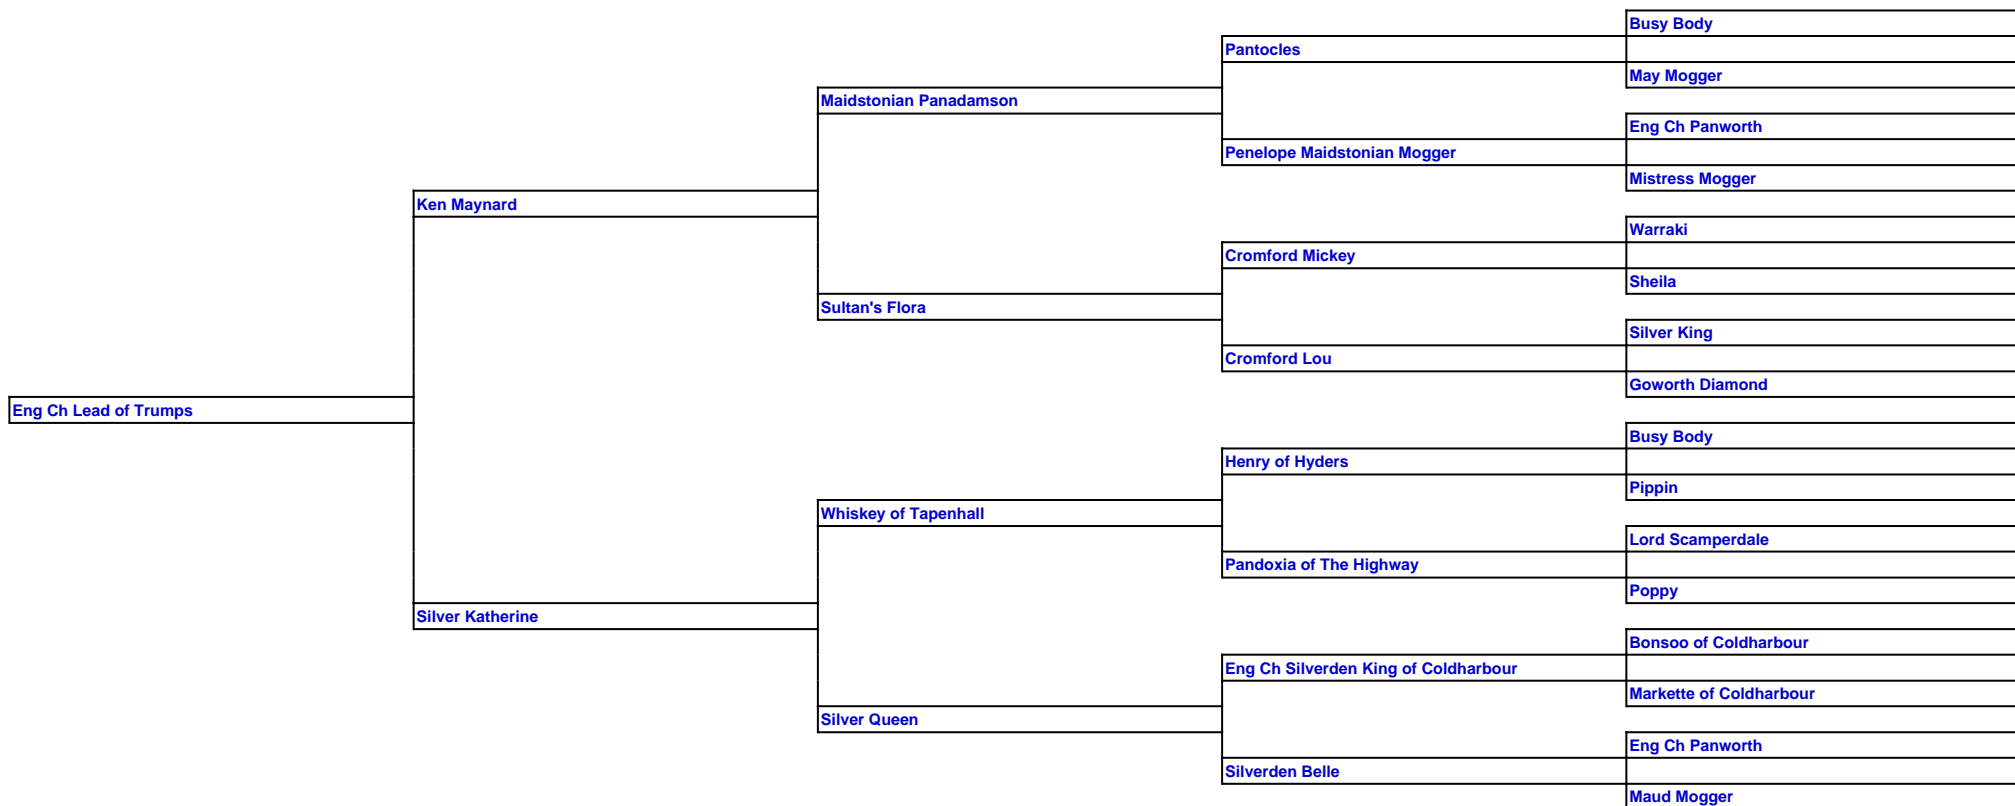 Busy Body
Pantocles
May Mogger
Maidstonian Panadamson
Eng Ch Panworth
Penelope Maidstonian Mogger
Mistress Mogger
Ken Maynard
Warraki
Cromford Mickey
Sheila
Sultan's Flora
Silver King
Cromford Lou
Goworth Diamond
Eng Ch Lead of Trumps
Busy Body
Henry of Hyders
Pippin
Whiskey of Tapenhall
Lord Scamperdale
Pandoxia of The Highway
Poppy
Silver Katherine
Bonsoo of Coldharbour
Eng Ch Silverden King of Coldharbour
Markette of Coldharbour
Silver Queen
Eng Ch Panworth
Silverden Belle
Maud Mogger